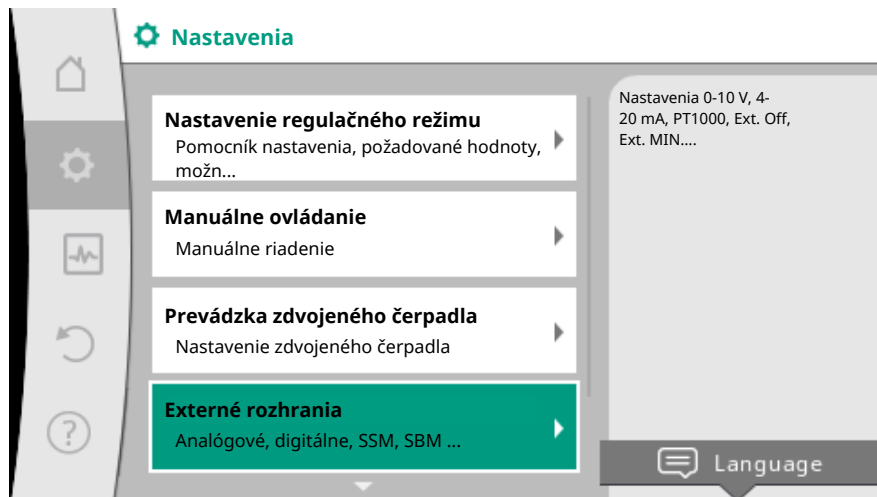 Nastavenia
Nastavenie regulačného režimu
Pomocník nastavenia, požadované hodnoty,
možn...
Manuálne ovládanie
Manuálne riadenie
Prevádzka zdvojeného čerpadla
Nastavenie zdvojeného čerpadla
Externé rozhrania
Analógové, digitálne, SSM, SBM ...
Nastavenia 0-10 V, 4-
20 mA, PT1000, Ext. Off,
Ext. MIN....
Language